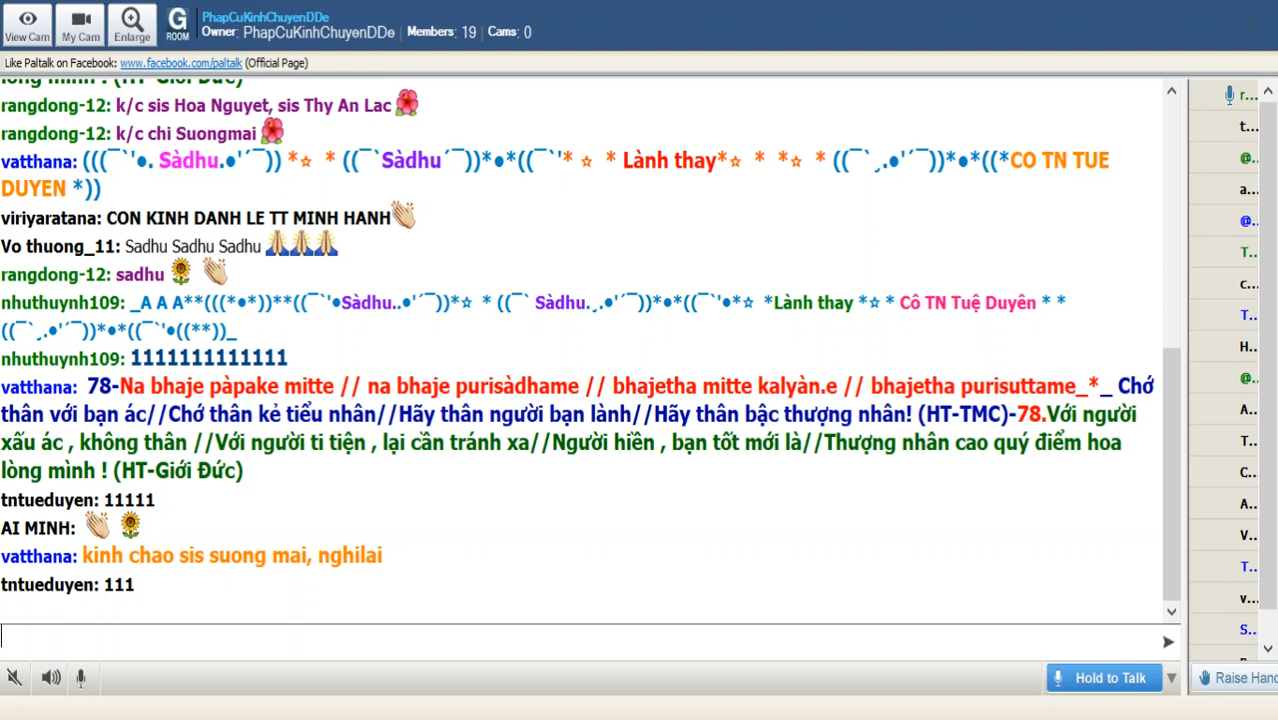 View Cam
My Cam
Enlarge
G
ROOM
PhapCuKinhChuyenDDe
Owner: PhapCuKinhChuyenDDe Members: 19 Cams: 0
Like Paltalk on Facebook: www.facebook.com/paltalk (Official Page)
lòng mình ! (HT-Giới Đức)
rangdong-12: k/c sis Hoa Nguyet, sis Thy An Lac
rangdong-12: k/c chi Suongmai
vatthana: (((¯`'•. Sàdhu.•'´¯)) *☆ * ((¯`Sàdhu´¯))*•*((¯`'* ☆ * Lành thay*☆ * *☆ * ((¯`¸.•'´¯))*•*((*CO TN TUE
DUYEN *))
viriyaratana: CON KINH DANH LE TT MINH HANH
Vo thuong_11: Sadhu Sadhu Sadhu
rangdong-12: sadhu
nhuthuynh109: _A A A**(((*•*))**((¯`'•Sàdhu..•'´¯))*☆ * ((¯` Sàdhu.¸.•'´¯))*•*((¯`'•*☆ *Lành thay *☆* Cô TN Tuệ Duyên * *
((¯`¸.•'´¯))*•*((¯`'•((**))_
nhuthuynh109: 1111111111111
vatthana: 78-Na bhaje pàpake mitte // na bhaje purisàdhame // bhajetha mitte kalyàn.e // bhajetha purisuttame_*_ Chớ
thân với bạn ác//Chớ thân kẻ tiểu nhân//Hãy thân người bạn lành//Hãy thân bậc thượng nhân! (HT-TMC)-78.Với người
xấu ác , không thân //Với người ti tiện , lại cần tránh xa//Người hiền , bạn tốt mới là//Thượng nhân cao quý điểm hoa
lòng mình ! (HT-Giới Đức)
tntueduyen: 11111
AI MINH:
vatthana: kinh chao sis suong mai, nghilai
tntueduyen: 111
Hold to Talk
Raise Hand
r...
t...
@...
a...
@...
T...
c...
T...
H...
@...
A...
T...
C...
A...
V...
T...
v...
S...